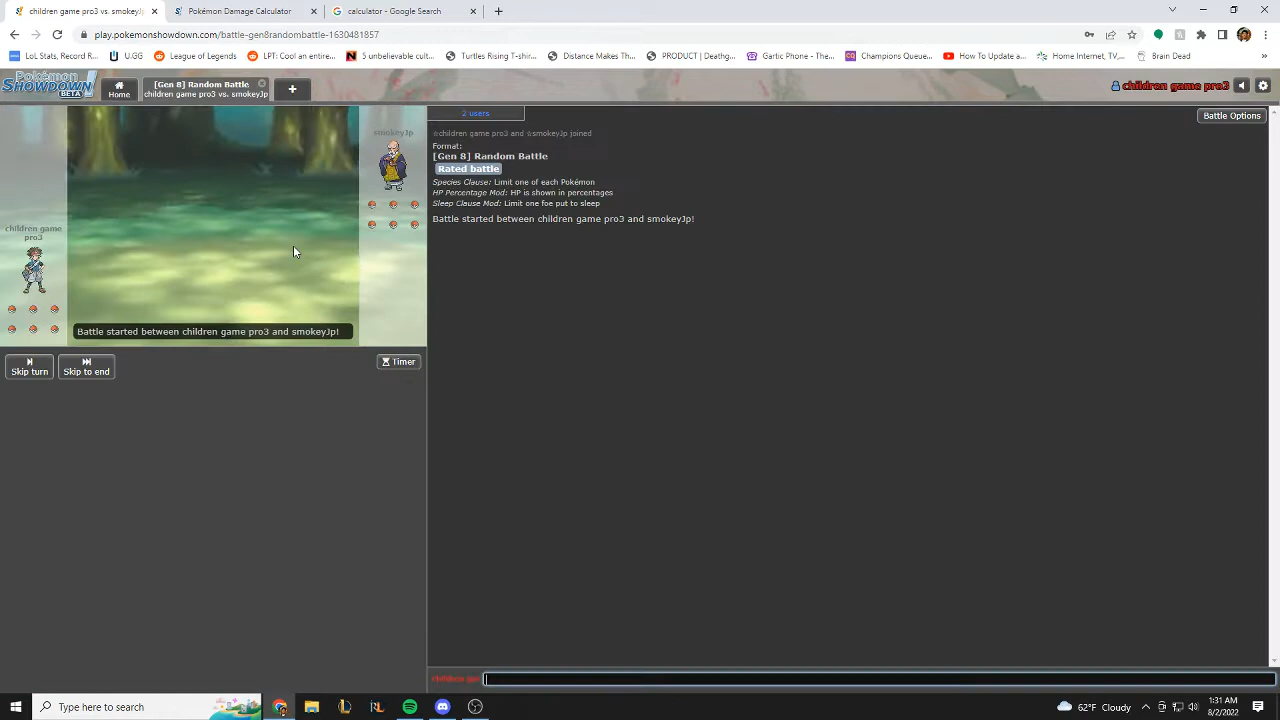 children game pro3 vs. smokeyJp
Pokémon Damage Calculator
calculator - Google Search
play.pokemonshowdown.com/battle-gen8randombattle-1630481857
LoL Stats, Record R...
U.GG
League of Legends
LPT: Cool an entire...
5 unbelievable cult...
Turtles Rising T-shir...
Distance Makes Th...
PRODUCT | Deathg...
Gartic Phone - The...
Champions Queue...
How To Update a...
Home Internet, TV,...
Brain Dead
Pokémon
SHOWDOWN
BETA
Home
[Gen 8] Random Battle
children game pro3 vs. smokeyJp
children game pro3
2 users
Battle Options
smokeyJp
children game
pro3
Battle started between children game pro3 and smokeyJp!
Skip turn
Skip to end
Timer
☆children game pro3 and ☆smokeyJp joined
Format:
[Gen 8] Random Battle
Rated battle
Species Clause: Limit one of each Pokémon
HP Percentage Mod: HP is shown in percentages
Sleep Clause Mod: Limit one foe put to sleep
Battle started between children game pro3 and smokeyJp!
Type here to search
62°F Cloudy
1:31 AM
8/2/2022